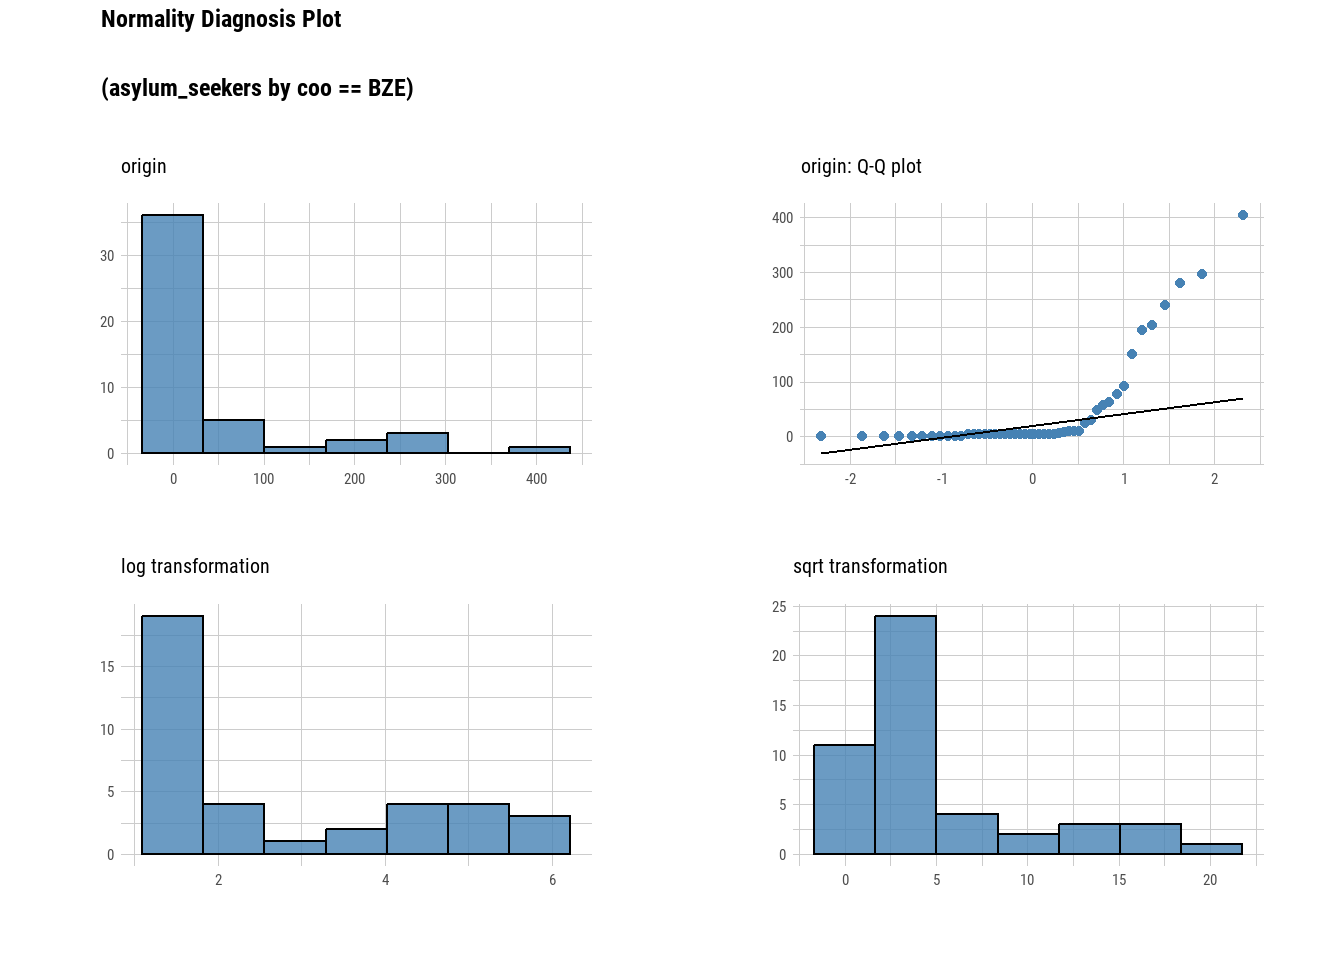 Normality Diagnosis Plot
(asylum_seekers by coo == BZE)
origin
30
20
10
0
0 100 200 300 400
origin: Q-Q plot
400
300
200
100
0
-2 -1 0 1 2
log transformation
15
10
5
0
2 4 6
sqrt transformation
25
20
15
10
5
0
0 5 10 15 20